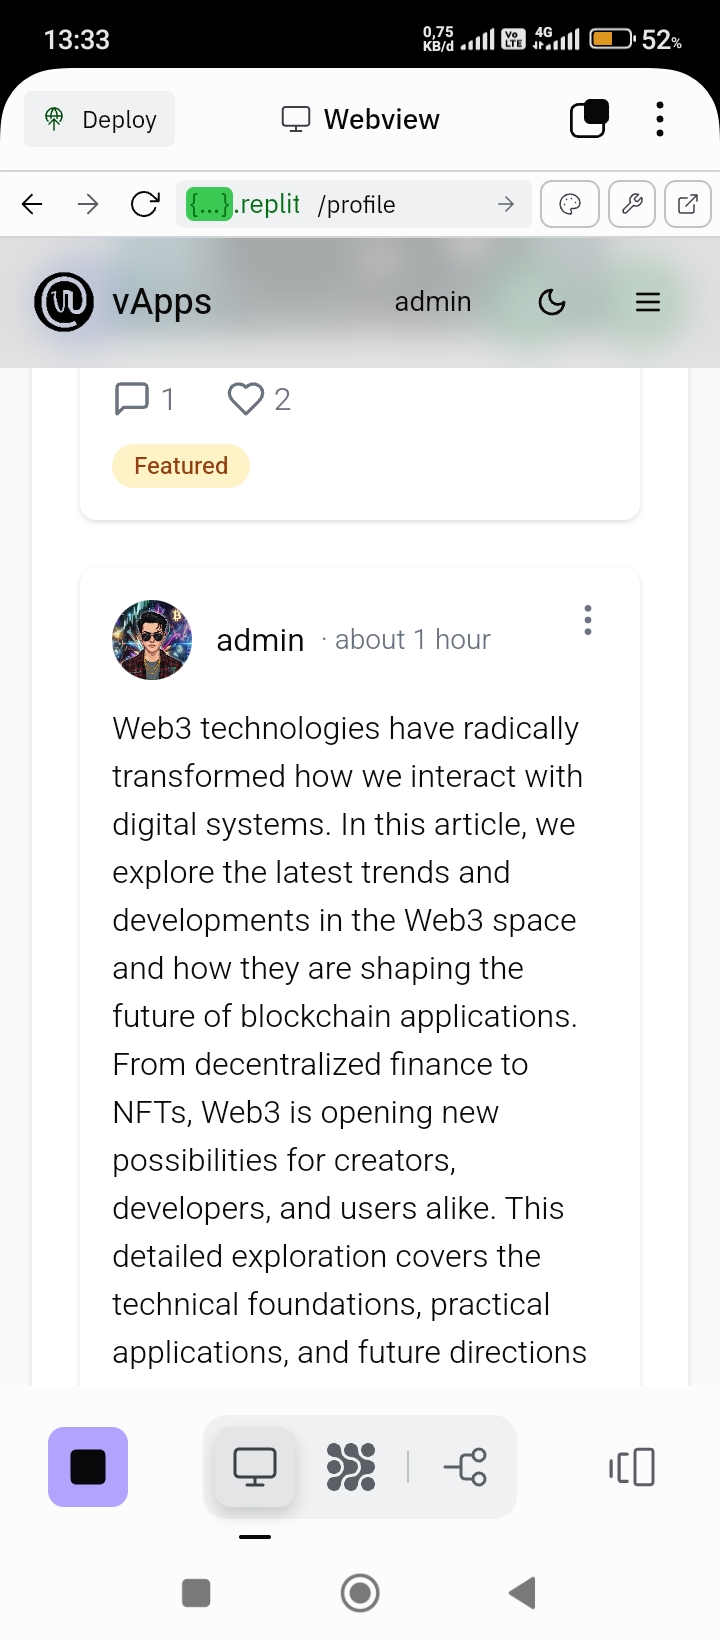 13:33
0,75 KB/d
Vo LTE
4G
52%
Deploy
Webview
{...}.replit /profile
vApps
admin
1
2
Featured
admin · about 1 hour
Web3 technologies have radically
transformed how we interact with
digital systems. In this article, we
explore the latest trends and
developments in the Web3 space
and how they are shaping the
future of blockchain applications.
From decentralized finance to
NFTs, Web3 is opening new
possibilities for creators,
developers, and users alike. This
detailed exploration covers the
technical foundations, practical
applications, and future directions